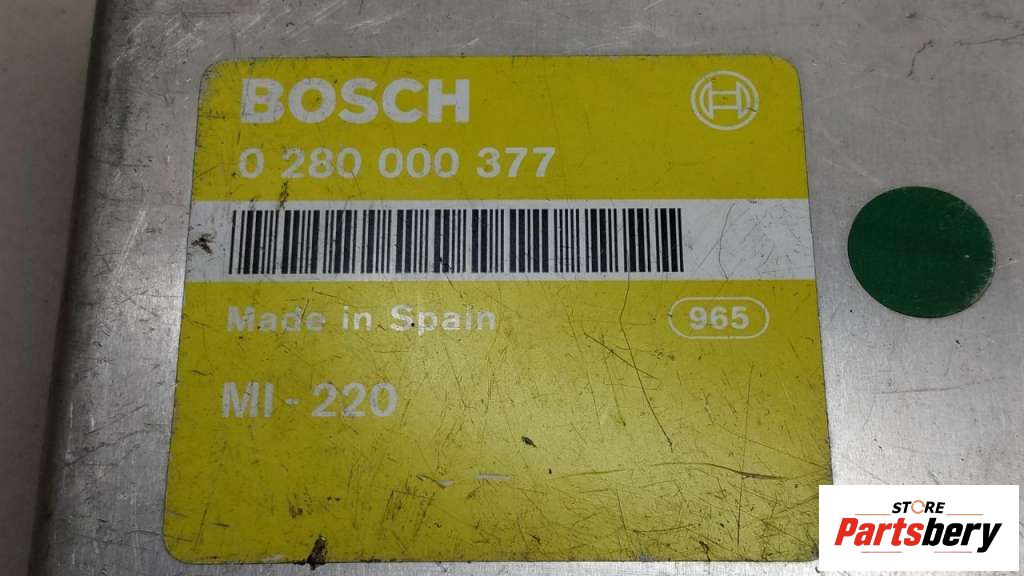 BOSCH
0 280 000 377
Made in Spain
965
MI-220
STORE
Partsbery